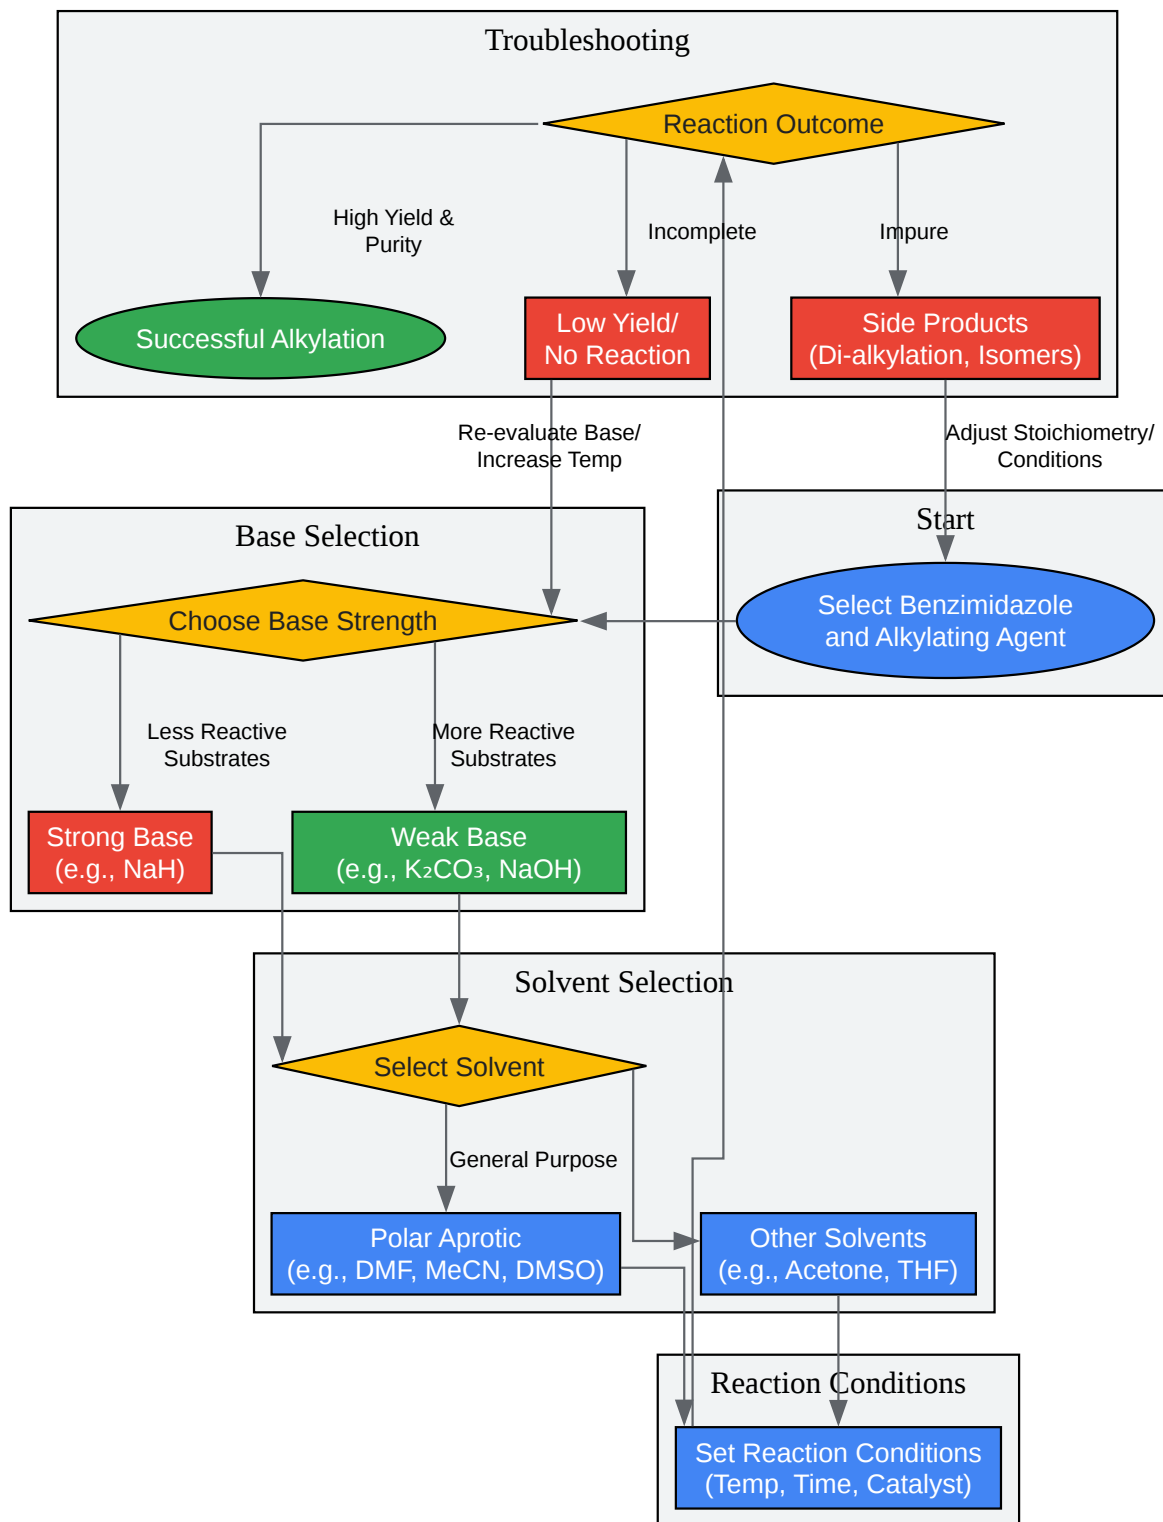 Troubleshooting
Reaction Outcome
High Yield &
Purity
Incomplete
Impure
Successful Alkylation
Low Yield/
No Reaction
Side Products
(Di-alkylation, Isomers)
Re-evaluate Base/
Increase Temp
Adjust Stoichiometry/
Conditions
Base Selection
Start
Choose Base Strength
Select Benzimidazole
and Alkylating Agent
Less Reactive
Substrates
More Reactive
Substrates
Strong Base
(e.g., NaH)
Weak Base
(e.g., K₂CO₃, NaOH)
Solvent Selection
Select Solvent
General Purpose
Polar Aprotic
(e.g., DMF, MeCN, DMSO)
Other Solvents
(e.g., Acetone, THF)
Reaction Conditions
Set Reaction Conditions
(Temp, Time, Catalyst)